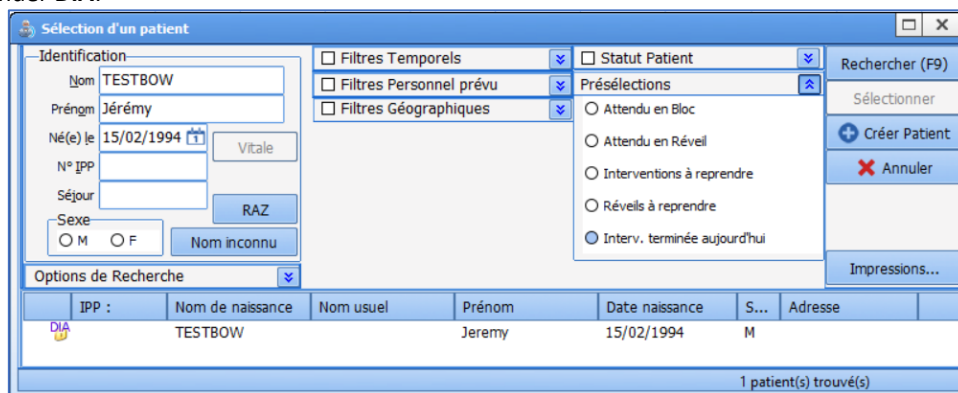 Sélection d'un patient
Identification
Nom TESTBOW
Prénom Jérémy
Né(e) le 15/02/1994
Vitale
N° IPP
Séjour
RAZ
Sexe
M F
Nom inconnu
Options de Recherche
Filtres Temporels
Filtres Personnel prévu
Filtres Géographiques
Statut Patient
Présélections
Attendu en Bloc
Attendu en Réveil
Interventions à reprendre
Réveils à reprendre
Interv. terminée aujourd'hui
Rechercher (F9)
Sélectionner
Créer Patient
Annuler
Impressions...
IPP : Nom de naissance Nom usuel Prénom Date naissance S... Adresse
DIA TESTBOW Jeremy 15/02/1994 M
1 patient(s) trouvé(s)